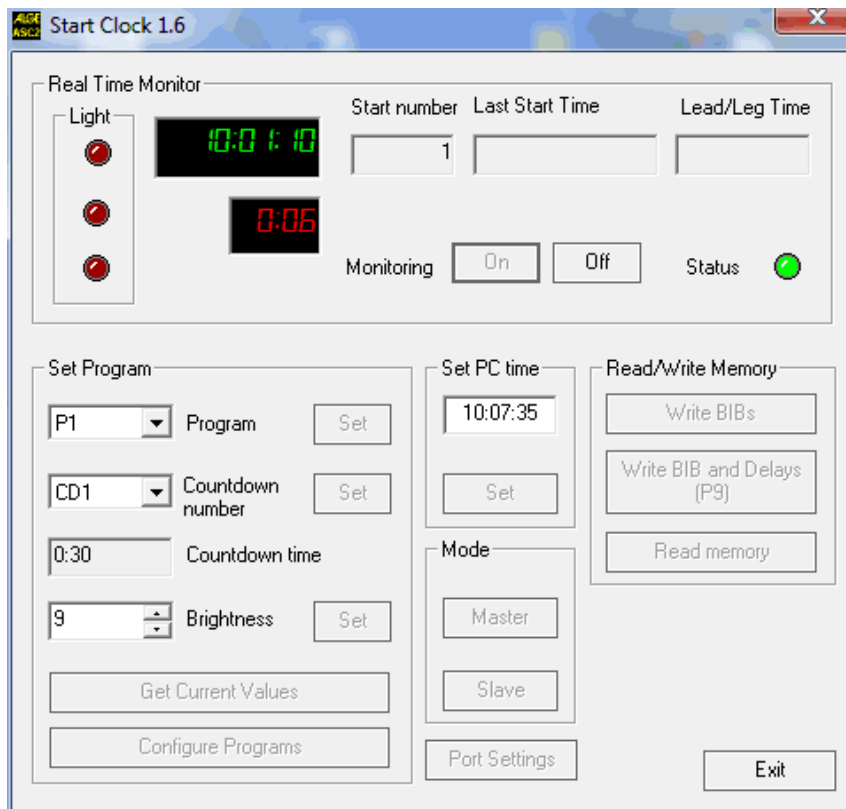 ALGE
ASC2
Start Clock 1.6
X
Real Time Monitor
Light
Start number Last Start Time Lead/Leg Time
10:01:10
1
0:06
Monitoring On Off Status
Set Program
P1 Program Set
CD1 Countdown
number Set
0:30 Countdown time
9 Brightness Set
Get Current Values
Configure Programs
Set PC time
10:07:35
Set
Mode
Master
Slave
Port Settings
Read/Write Memory
Write BIBs
Write BIB and Delays
(P9)
Read memory
Exit